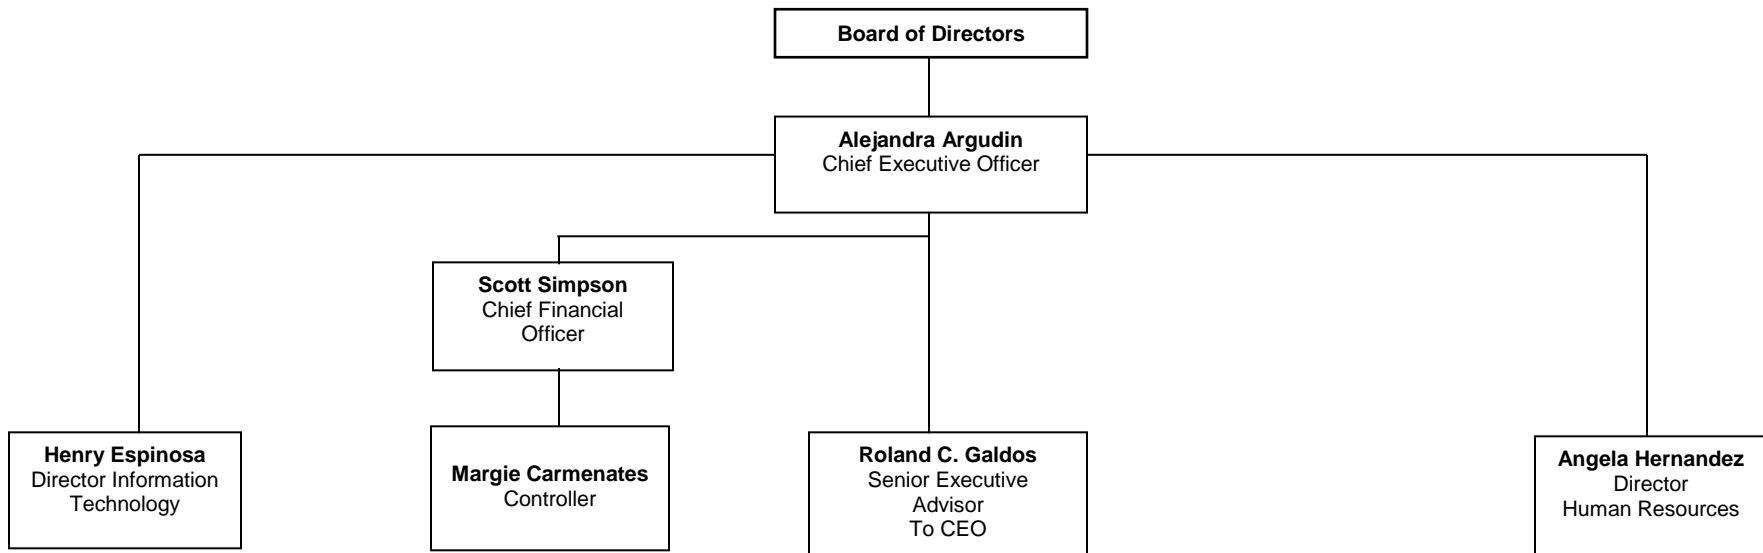 Board of Directors
Alejandra Argudin
Chief Executive Officer
Scott Simpson
Chief Financial
Officer
Henry Espinosa
Director Information
Technology
Margie Carmenates
Controller
Roland C. Galdos
Senior Executive
Advisor
To CEO
Angela Hernandez
Director
Human Resources